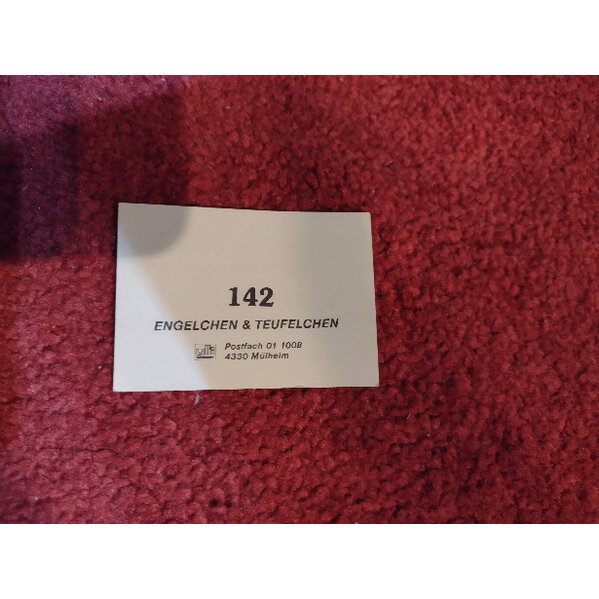 142
ENGELCHEN & TEUFELCHEN
Postfach 01 1008
4330 Mülheim